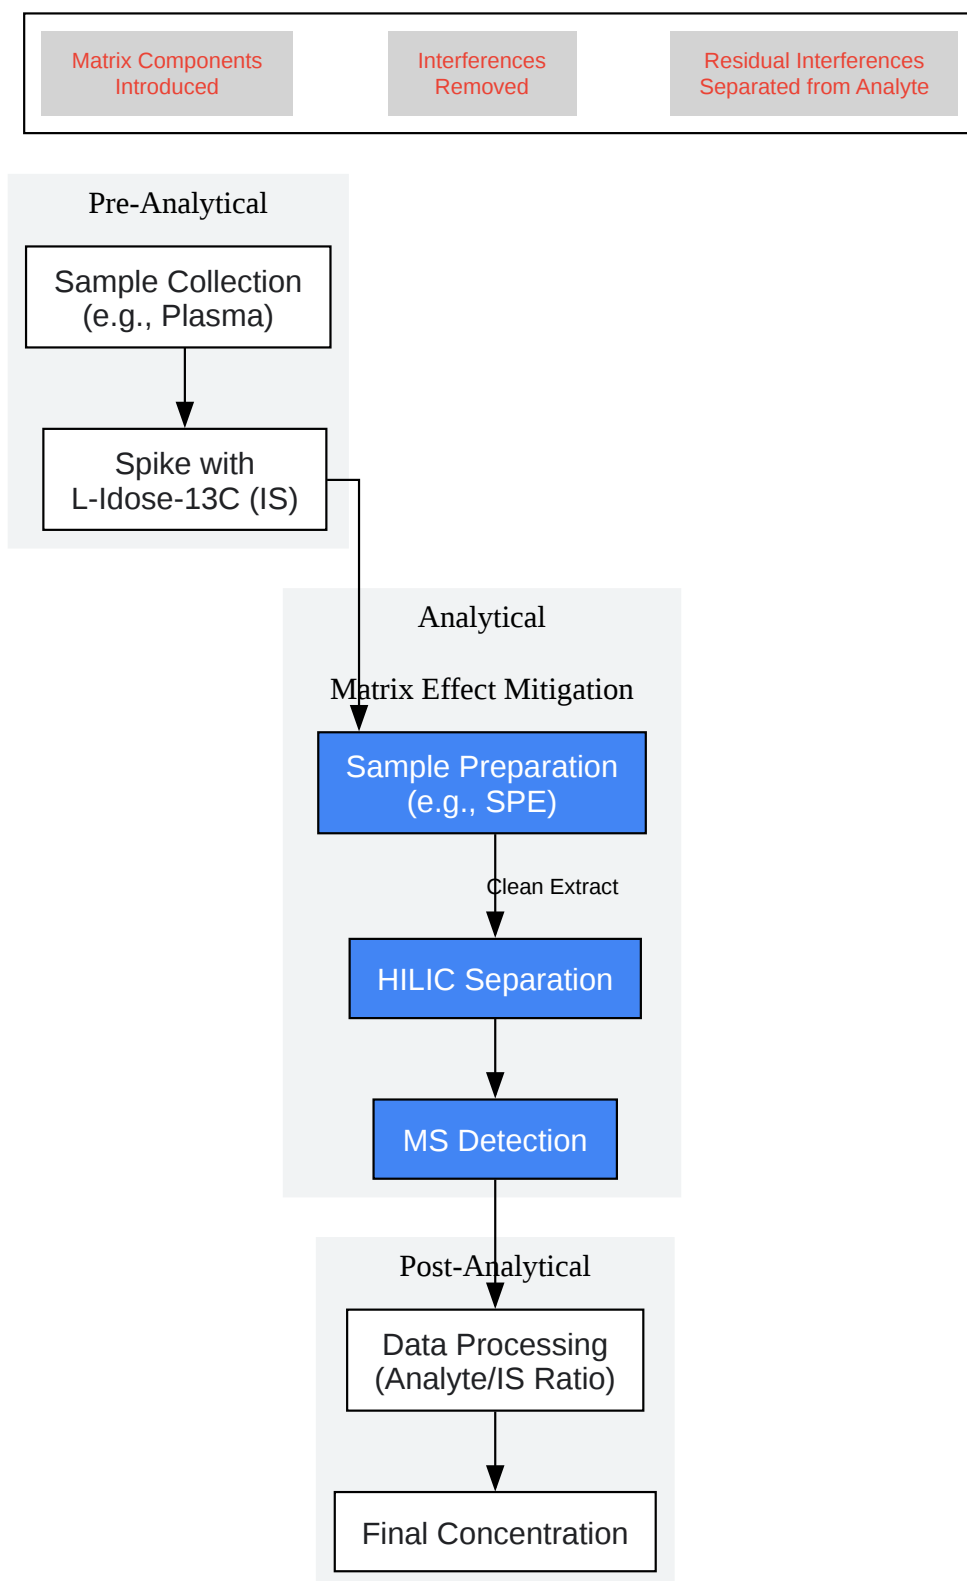 Matrix Components
Introduced
Interferences
Removed
Residual Interferences
Separated from Analyte
Pre-Analytical
Sample Collection
(e.g., Plasma)
Spike with
L-Idose-13C (IS)
Analytical
Matrix Effect Mitigation
Sample Preparation
(e.g., SPE)
Clean Extract
HILIC Separation
MS Detection
Post-Analytical
Data Processing
(Analyte/IS Ratio)
Final Concentration